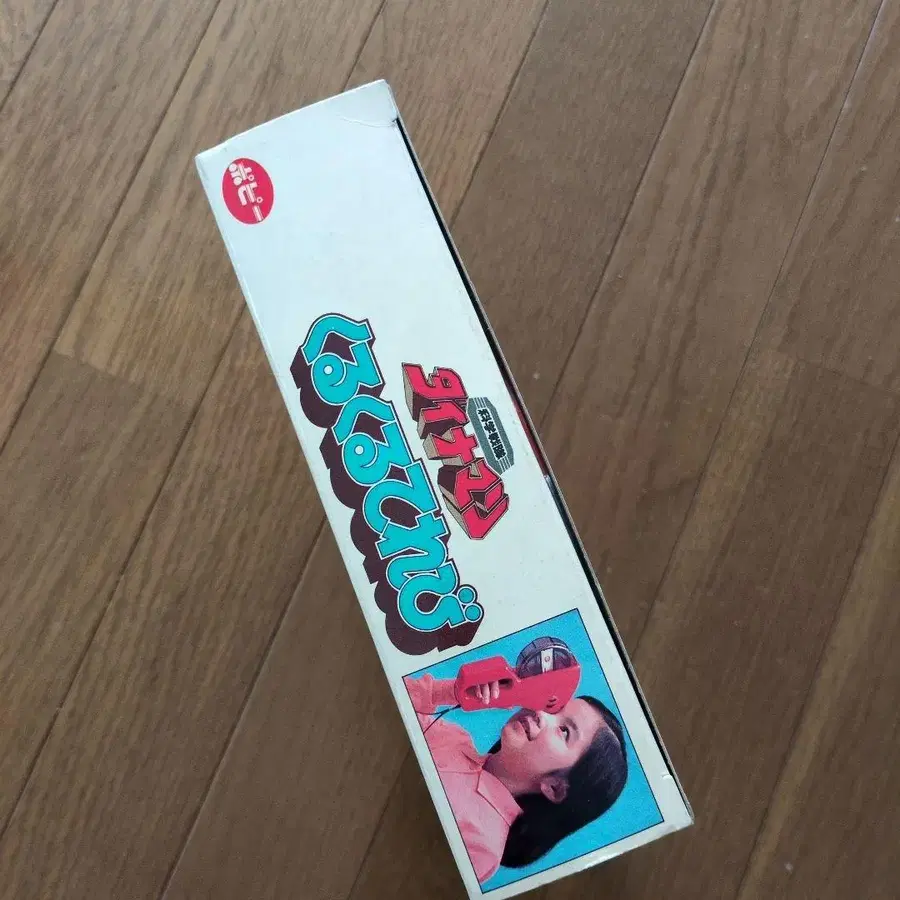 ポピー
科学戦隊
ダイナマン
くるくるてれび